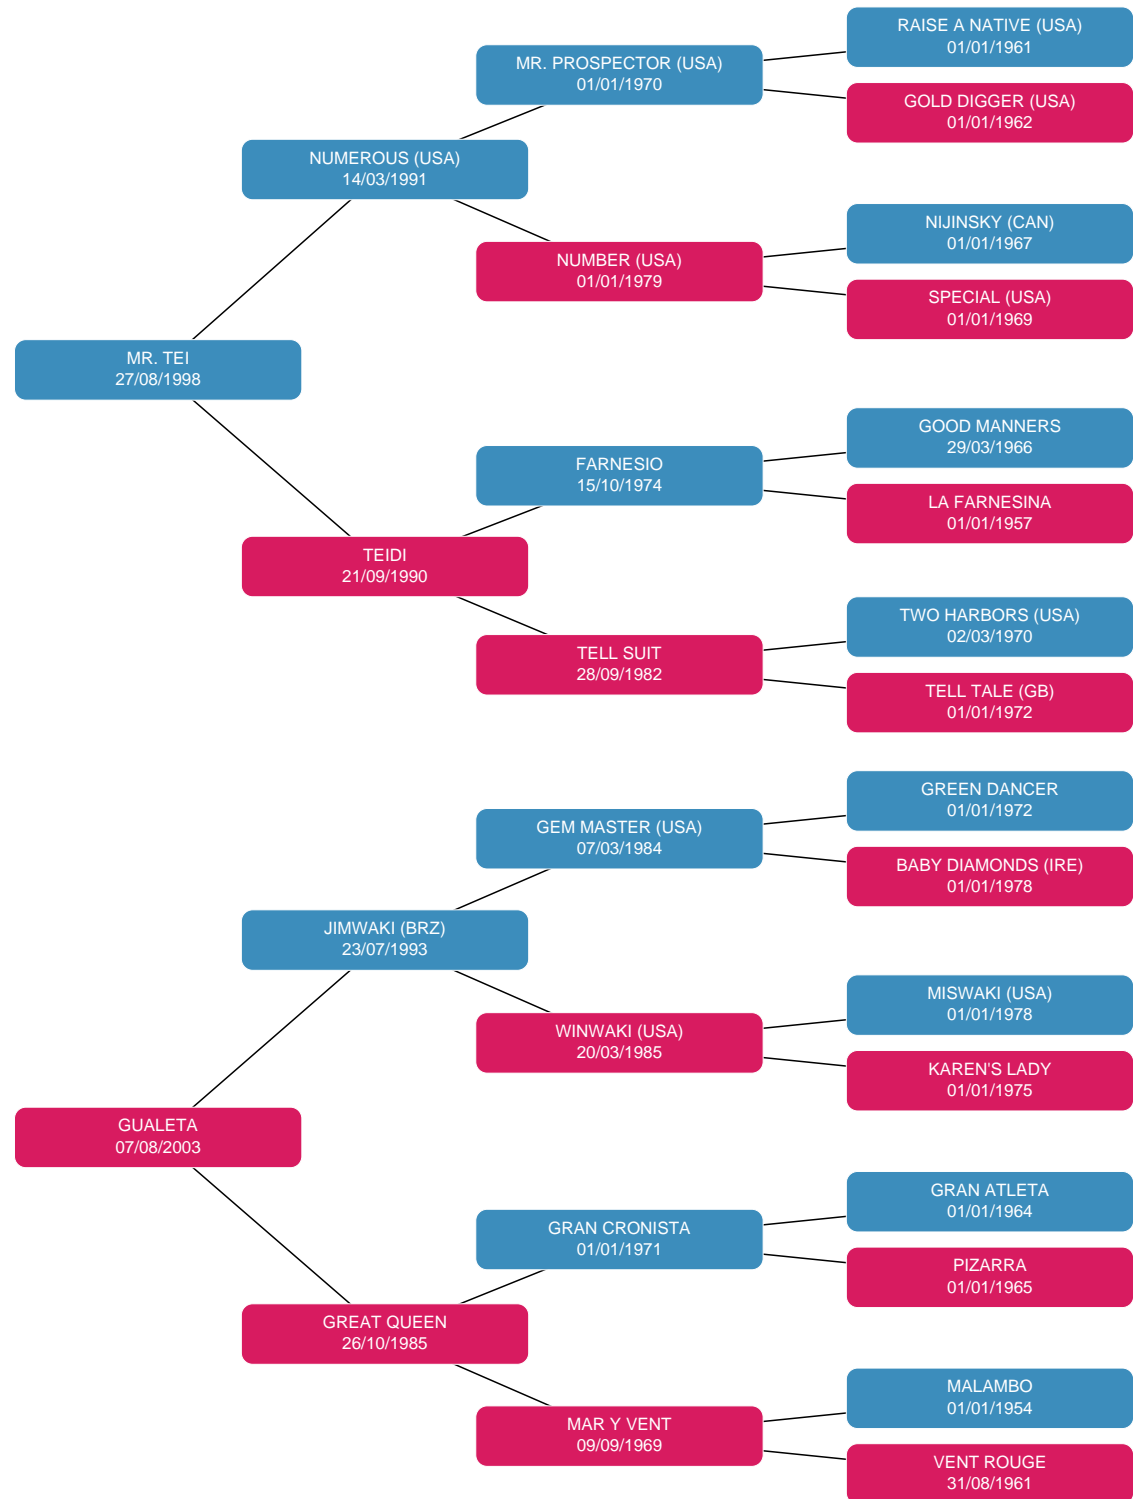 RAISE A NATIVE (USA)
01/01/1961
MR. PROSPECTOR (USA)
01/01/1970
GOLD DIGGER (USA)
01/01/1962
NUMEROUS (USA)
14/03/1991
NIJINSKY (CAN)
01/01/1967
NUMBER (USA)
01/01/1979
SPECIAL (USA)
01/01/1969
MR. TEI
27/08/1998
GOOD MANNERS
29/03/1966
FARNESIO
15/10/1974
LA FARNESINA
01/01/1957
TEIDI
21/09/1990
TWO HARBORS (USA)
02/03/1970
TELL SUIT
28/09/1982
TELL TALE (GB)
01/01/1972
GREEN DANCER
01/01/1972
GEM MASTER (USA)
07/03/1984
BABY DIAMONDS (IRE)
01/01/1978
JIMWAKI (BRZ)
23/07/1993
MISWAKI (USA)
01/01/1978
WINWAKI (USA)
20/03/1985
KAREN'S LADY
01/01/1975
GUALETA
07/08/2003
GRAN ATLETA
01/01/1964
GRAN CRONISTA
01/01/1971
PIZARRA
01/01/1965
GREAT QUEEN
26/10/1985
MALAMBO
01/01/1954
MAR Y VENT
09/09/1969
VENT ROUGE
31/08/1961